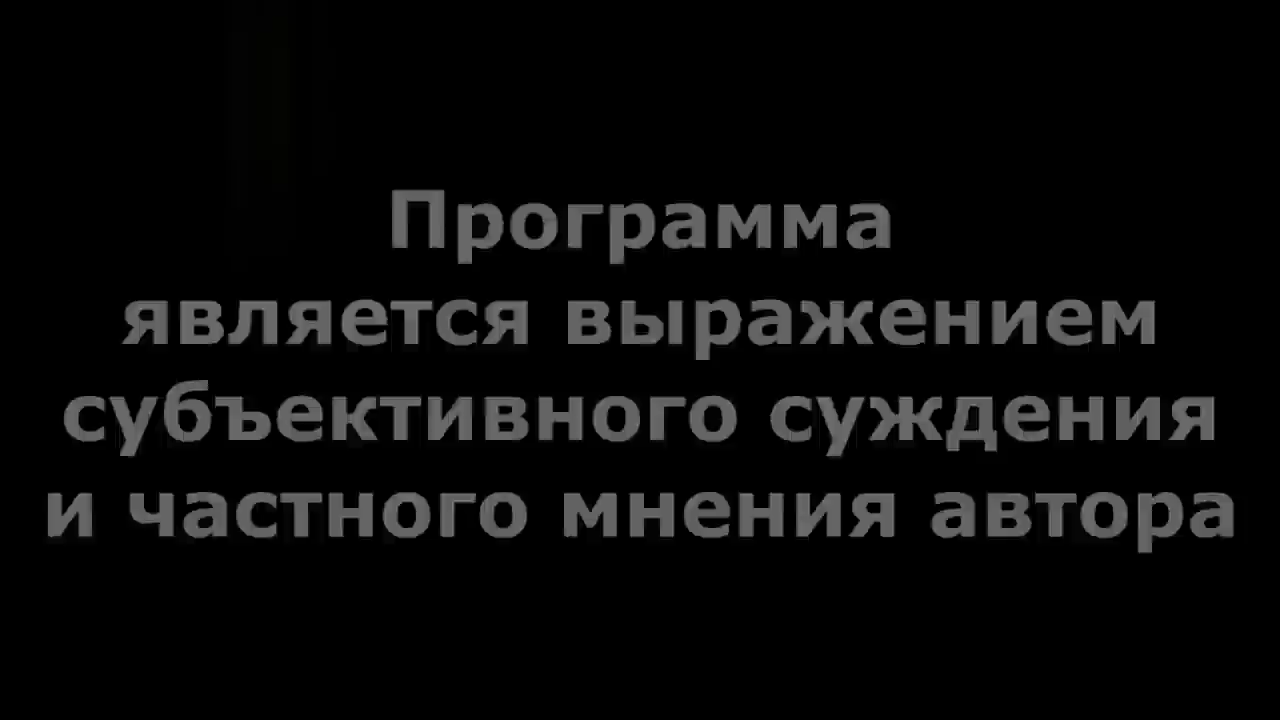 Программа
является выражением
субъективного суждения
и частного мнения автора